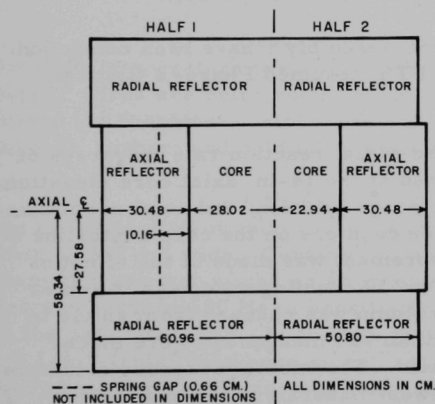 HALF 1 HALF 2
RADIAL REFLECTOR RADIAL REFLECTOR
AXIAL REFLECTOR CORE CORE AXIAL REFLECTOR
AXIAL ℄
30.48 28.02 22.94 30.48
10.16
27.58
58.34
RADIAL REFLECTOR RADIAL REFLECTOR
60.96 50.80
--- SPRING GAP (0.66 CM.) ALL DIMENSIONS IN CM.
NOT INCLUDED IN DIMENSIONS